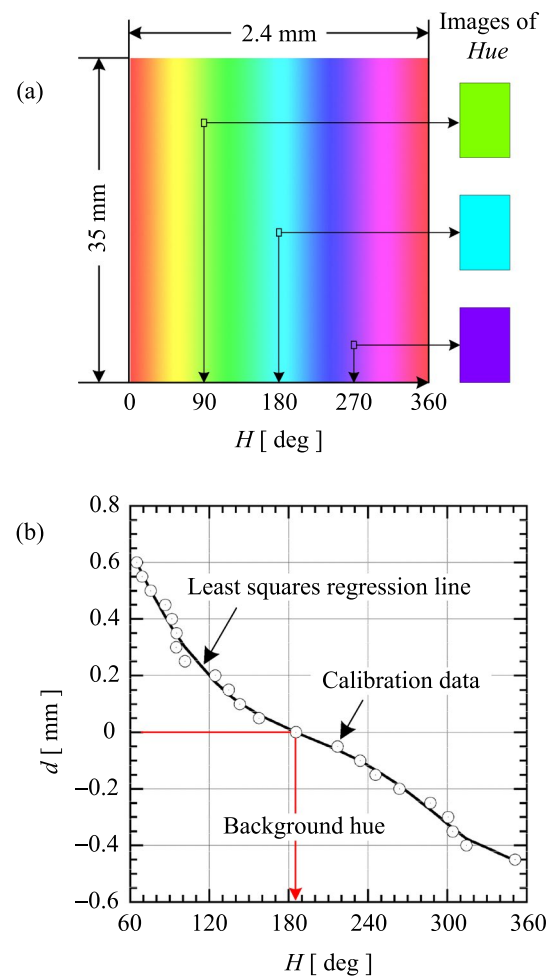 Images of
Hue
2.4 mm
(a)
35 mm
0 90 180 270 360
H [ deg ]
(b)
0.8
0.6
Least squares regression line
0.4
0.2
Calibration data
0
d [ mm ]
−0.2
Background hue
−0.4
−0.6
60 120 180 240 300 360
H [ deg ]